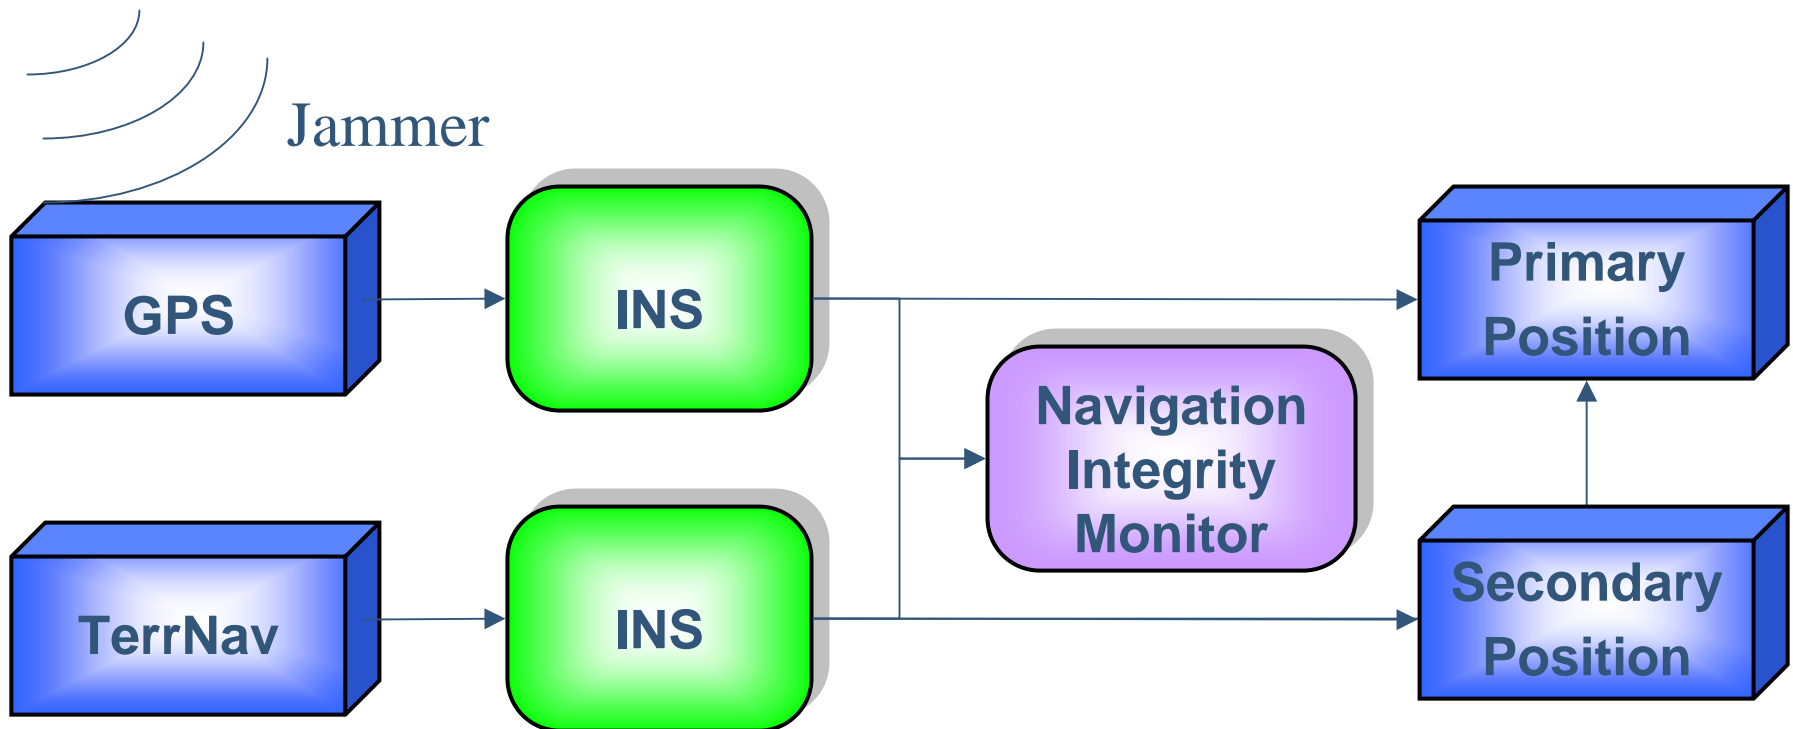 Jammer
GPS
INS
Primary
Position
Navigation
Integrity
Monitor
TerrNav
INS
Secondary
Position